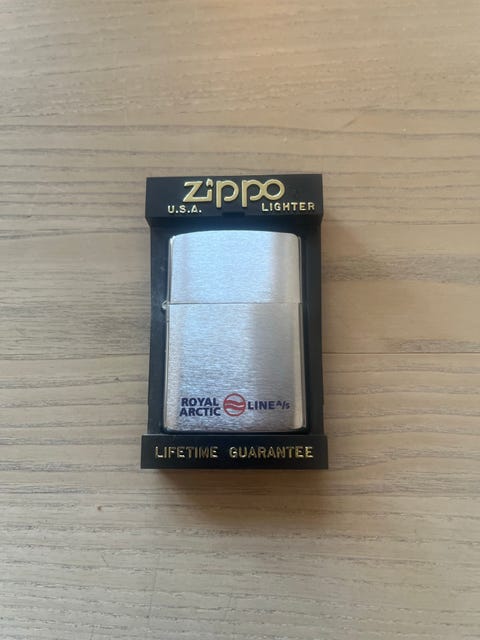 Zippo
U.S.A. LIGHTER
ROYAL
ARCTIC LINE A/S
LIFETIME GUARANTEE